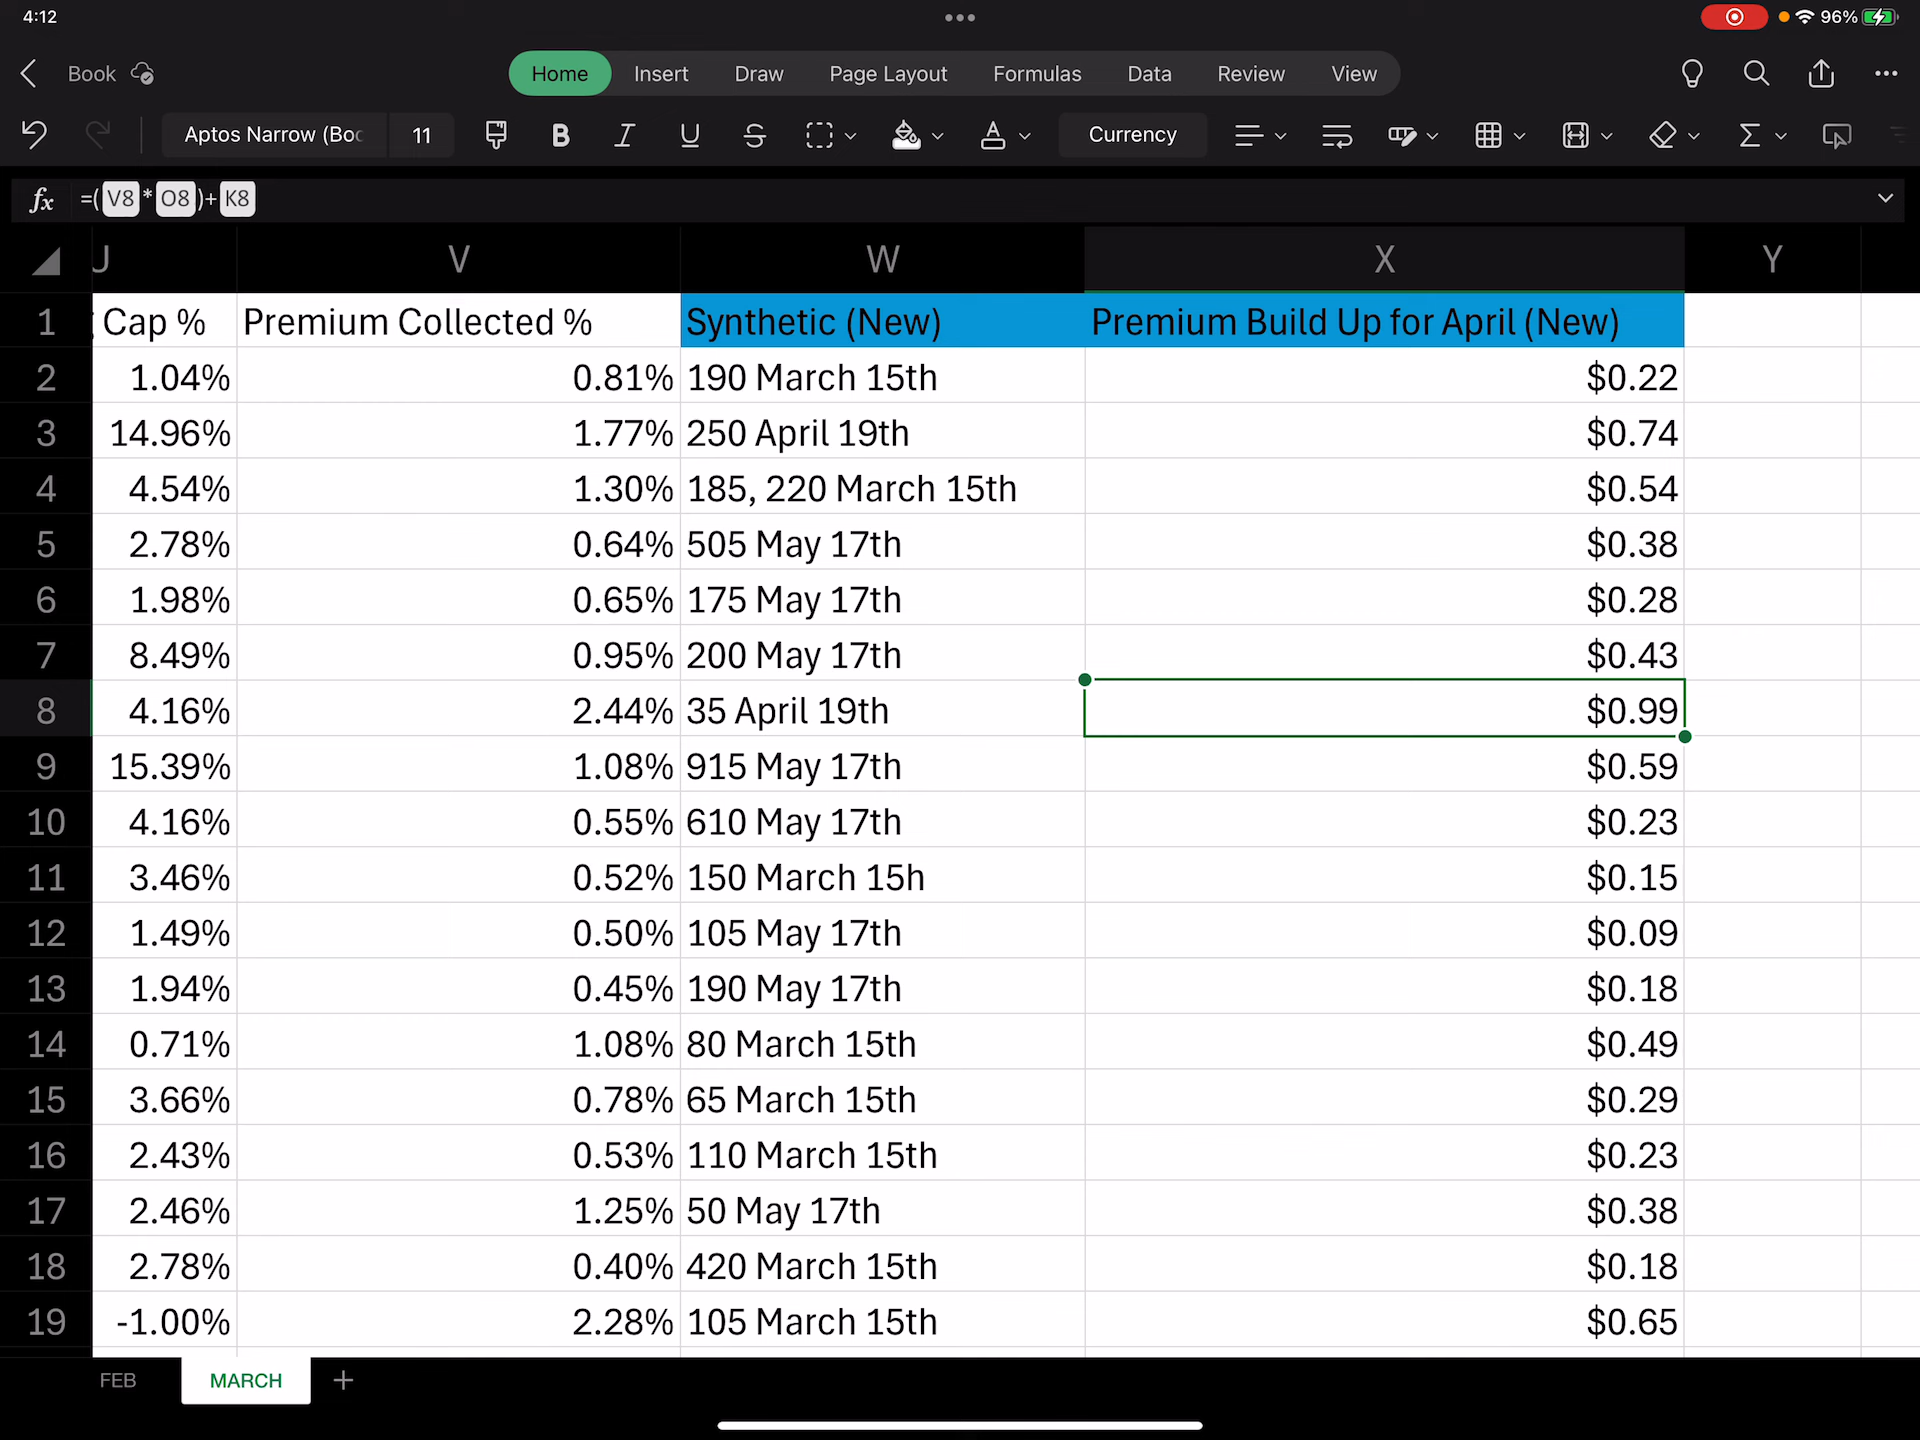 4:12
96%
Book
Home Insert Draw Page Layout Formulas Data Review View
Aptos Narrow (Boc 11 B I U S A Currency Σ
fx =(V8*O8)+K8
U V W X Y
1 Cap % Premium Collected % Synthetic (New) Premium Build Up for April (New)
2 1.04% 0.81% 190 March 15th $0.22
3 14.96% 1.77% 250 April 19th $0.74
4 4.54% 1.30% 185, 220 March 15th $0.54
5 2.78% 0.64% 505 May 17th $0.38
6 1.98% 0.65% 175 May 17th $0.28
7 8.49% 0.95% 200 May 17th $0.43
8 4.16% 2.44% 35 April 19th $0.99
9 15.39% 1.08% 915 May 17th $0.59
10 4.16% 0.55% 610 May 17th $0.23
11 3.46% 0.52% 150 March 15h $0.15
12 1.49% 0.50% 105 May 17th $0.09
13 1.94% 0.45% 190 May 17th $0.18
14 0.71% 1.08% 80 March 15th $0.49
15 3.66% 0.78% 65 March 15th $0.29
16 2.43% 0.53% 110 March 15th $0.23
17 2.46% 1.25% 50 May 17th $0.38
18 2.78% 0.40% 420 March 15th $0.18
19 -1.00% 2.28% 105 March 15th $0.65
FEB MARCH +